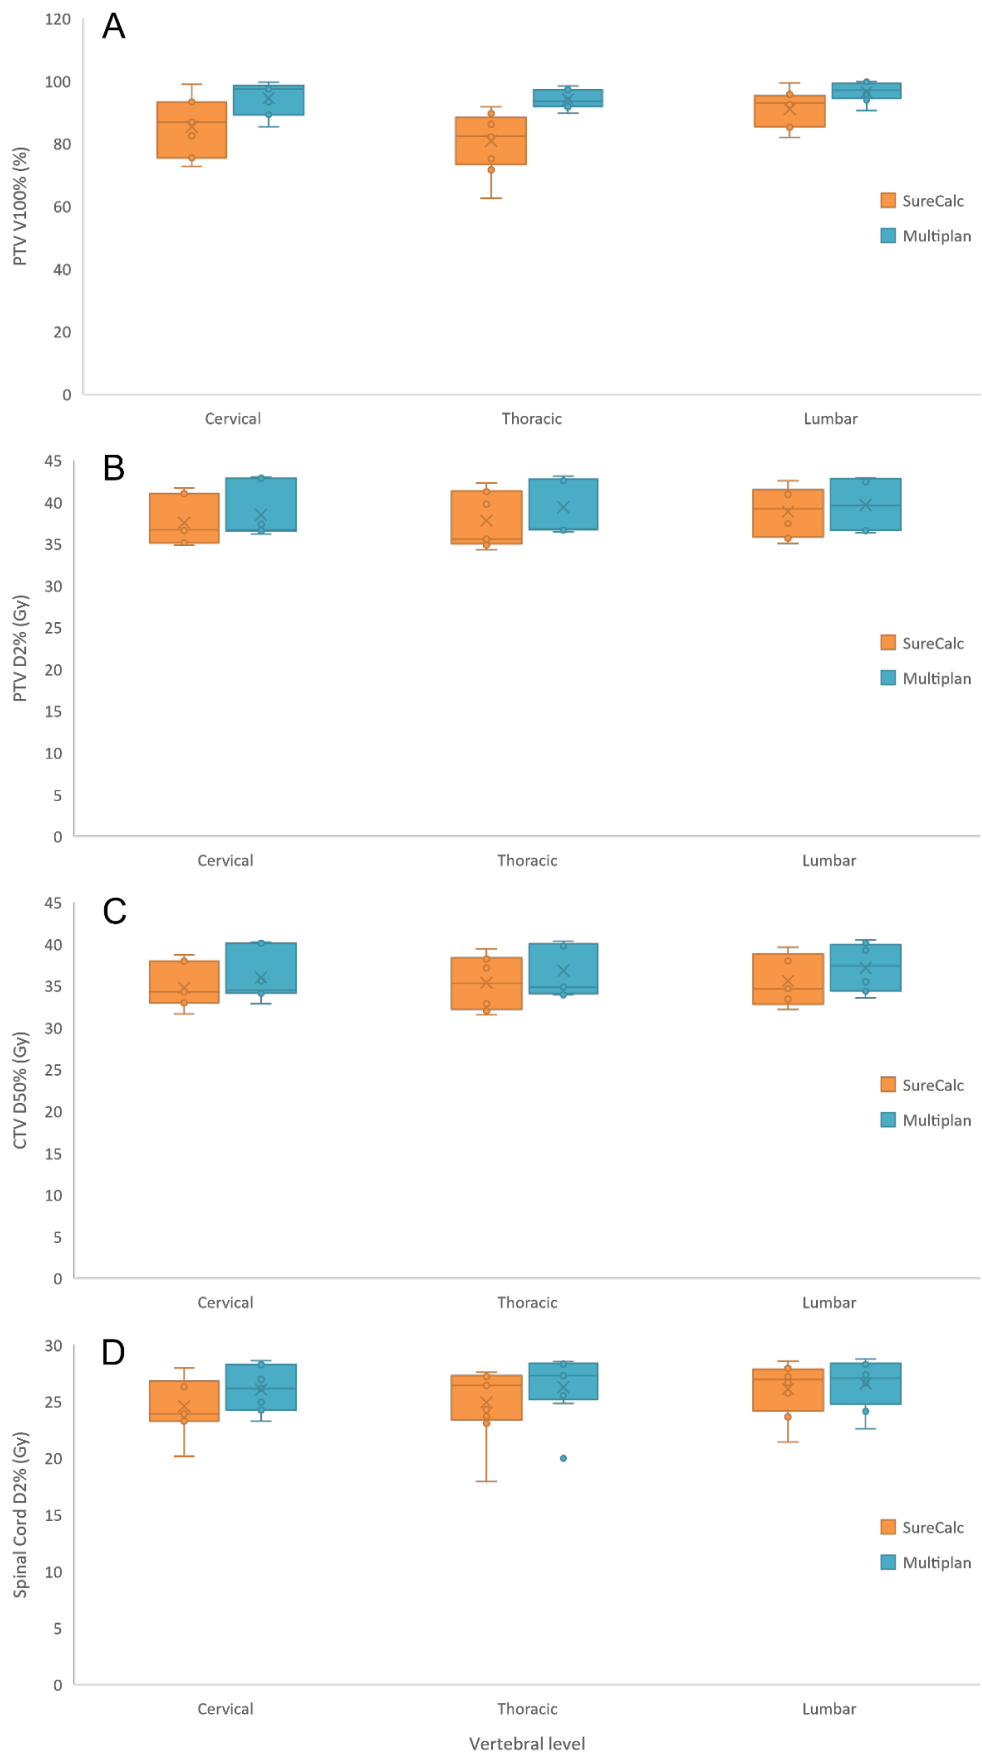 A
120
100
80
60
40
20
0
PTV V100% (%)
SureCalc
Multiplan
Cervical Thoracic Lumbar
B
45
40
35
30
25
20
15
10
5
0
PTV D2% (Gy)
SureCalc
Multiplan
Cervical Thoracic Lumbar
C
45
40
35
30
25
20
15
10
5
0
CTV D50% (Gy)
SureCalc
Multiplan
Cervical Thoracic Lumbar
D
30
25
20
15
10
5
0
Spinal Cord D2% (Gy)
SureCalc
Multiplan
Cervical Thoracic Lumbar
Vertebral level